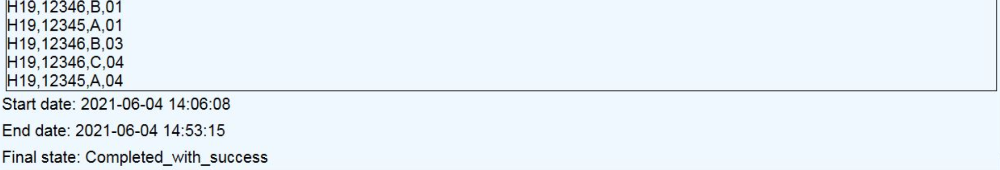 H19,12346,B,01
H19,12345,A,01
H19,12346,B,03
H19,12346,C,04
H19,12345,A,04
Start date: 2021-06-04 14:06:08
End date: 2021-06-04 14:53:15
Final state: Completed_with_success